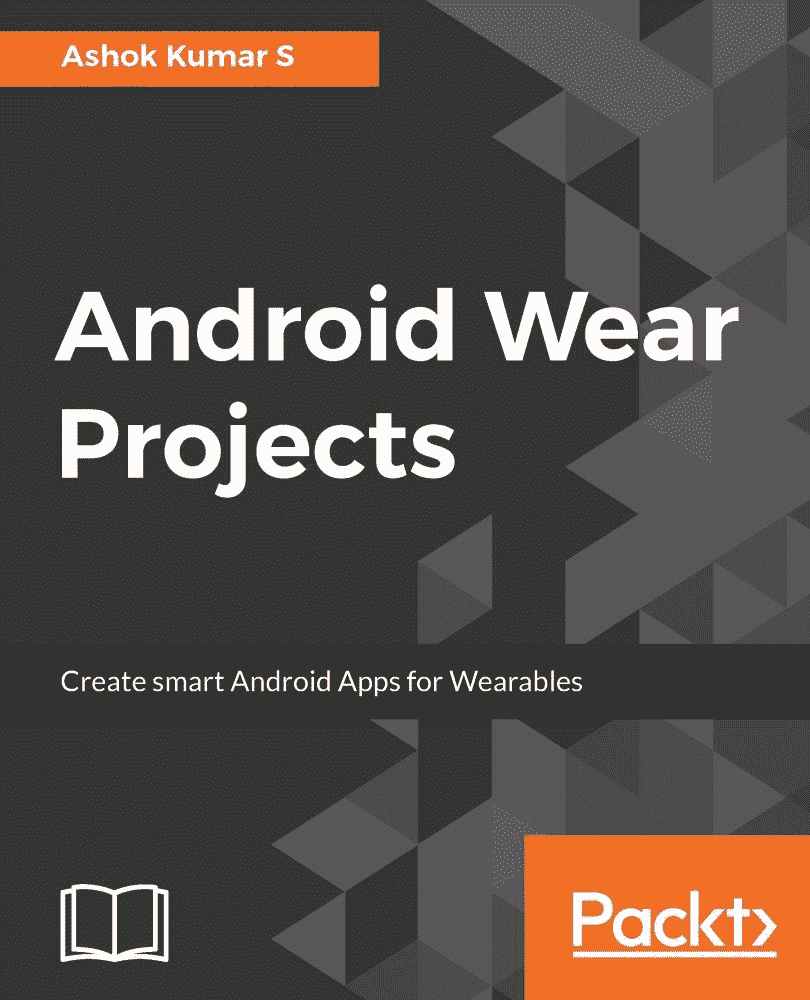 Ashok Kumar S
Android Wear
Projects
Create smart Android Apps for Wearables
Packt>